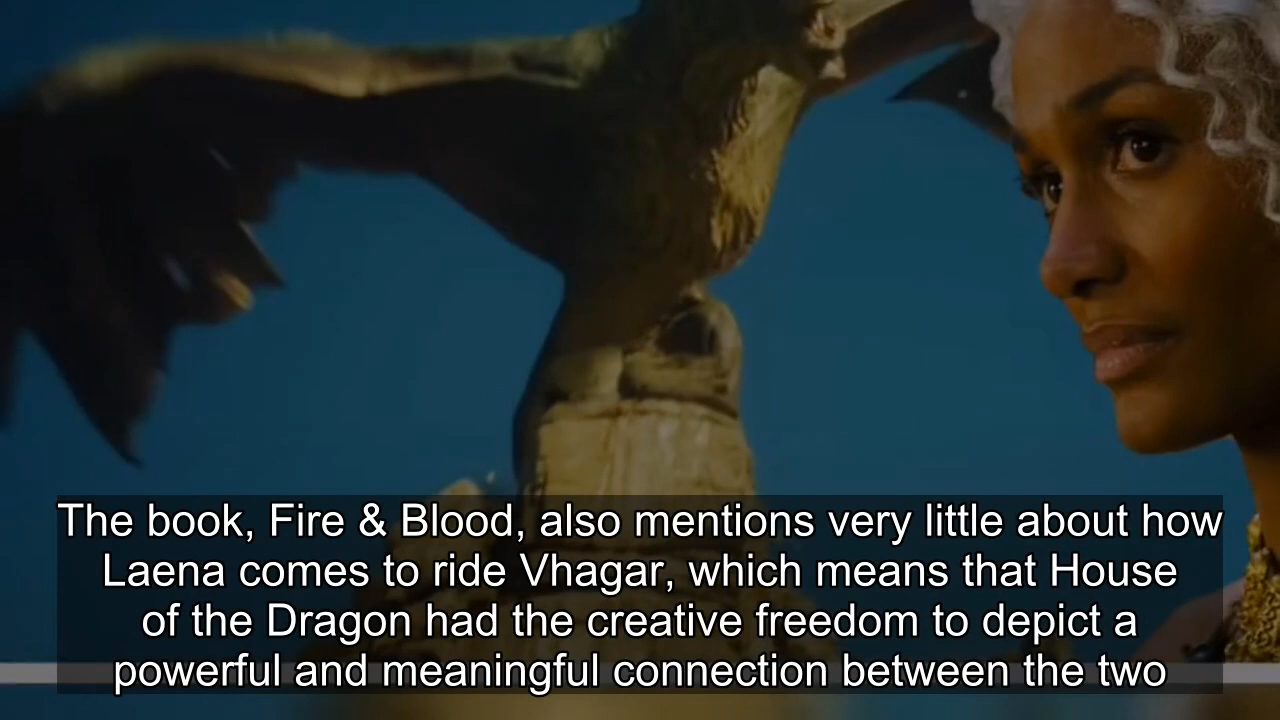 The book, Fire & Blood, also mentions very little about how
Laena comes to ride Vhagar, which means that House
of the Dragon had the creative freedom to depict a
powerful and meaningful connection between the two